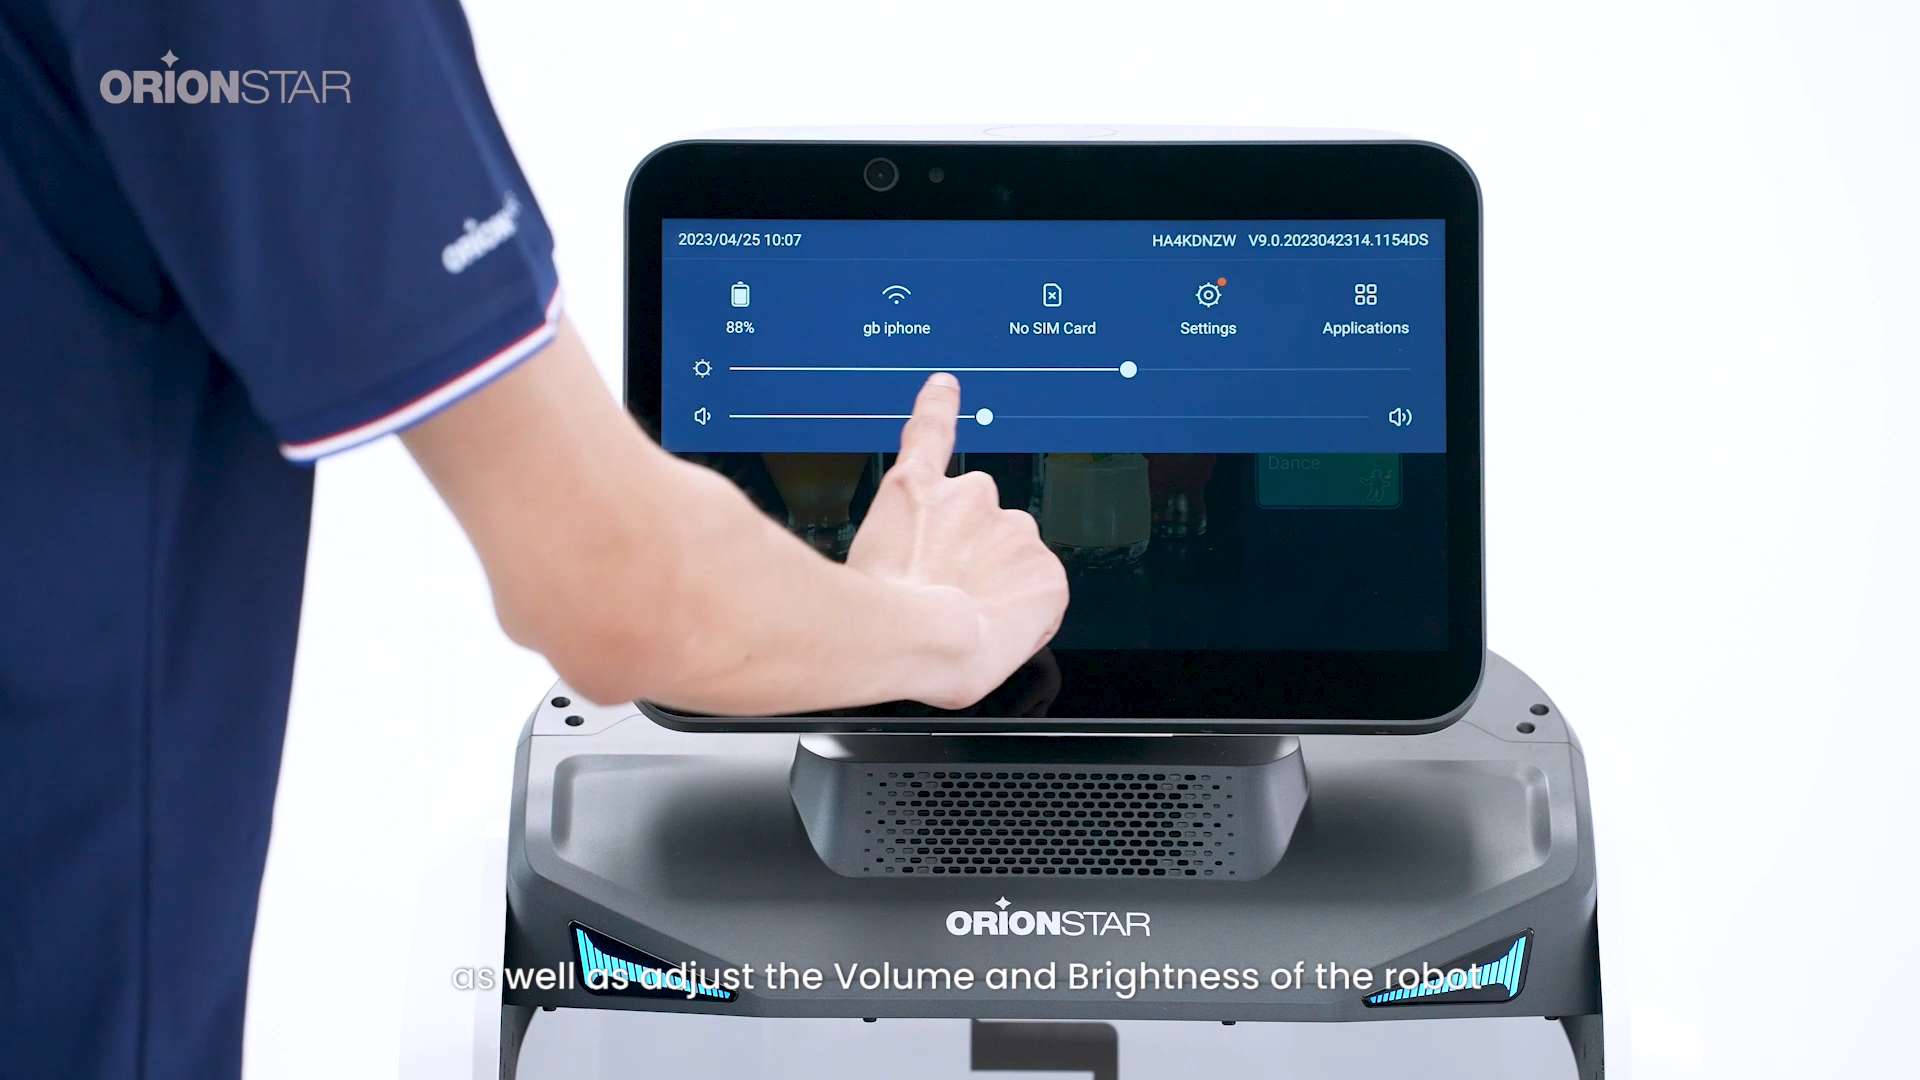 ORIONSTAR
ORION
2023/04/25 10:07
HA4KDNZW V9.0.2023042314.1154DS
88%
gb iphone
No SIM Card
Settings
Applications
Dance
ORIONSTAR
as well as adjust the Volume and Brightness of the robot